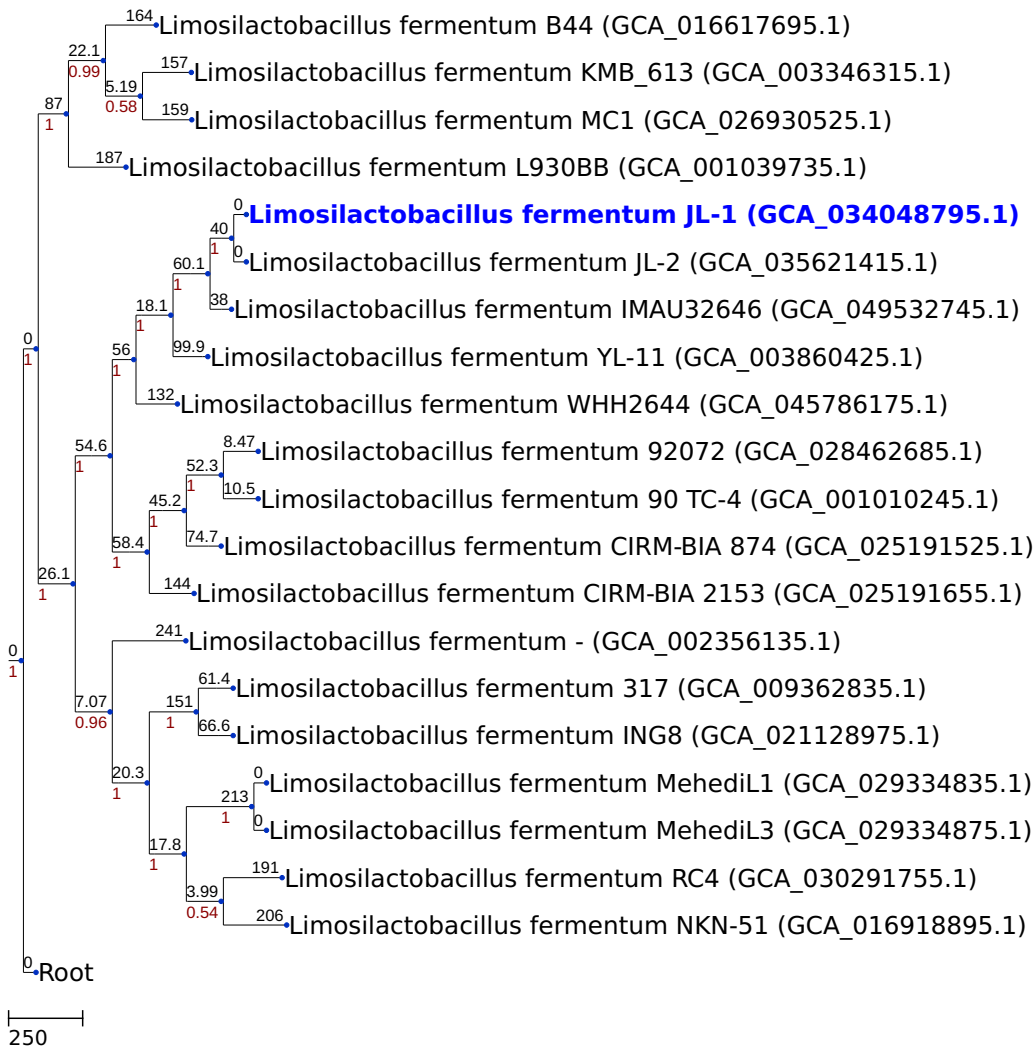 164 Limosilactobacillus fermentum B44 (GCA_016617695.1)
22.1
0.99
157 Limosilactobacillus fermentum KMB_613 (GCA_003346315.1)
5.19
0.58
87
1
159 Limosilactobacillus fermentum MC1 (GCA_026930525.1)
187 Limosilactobacillus fermentum L930BB (GCA_001039735.1)
0 Limosilactobacillus fermentum JL-1 (GCA_034048795.1)
40
1
0 Limosilactobacillus fermentum JL-2 (GCA_035621415.1)
60.1
1
38 Limosilactobacillus fermentum IMAU32646 (GCA_049532745.1)
18.1
1
0
1
99.9 Limosilactobacillus fermentum YL-11 (GCA_003860425.1)
56
1
132 Limosilactobacillus fermentum WHH2644 (GCA_045786175.1)
54.6
1
8.47 Limosilactobacillus fermentum 92072 (GCA_028462685.1)
52.3
1
10.5 Limosilactobacillus fermentum 90 TC-4 (GCA_001010245.1)
45.2
1
74.7 Limosilactobacillus fermentum CIRM-BIA 874 (GCA_025191525.1)
58.4
1
26.1
1
144 Limosilactobacillus fermentum CIRM-BIA 2153 (GCA_025191655.1)
241 Limosilactobacillus fermentum - (GCA_002356135.1)
0
1
61.4 Limosilactobacillus fermentum 317 (GCA_009362835.1)
7.07
0.96
151
1
66.6 Limosilactobacillus fermentum ING8 (GCA_021128975.1)
20.3
1
0 Limosilactobacillus fermentum MehediL1 (GCA_029334835.1)
213
1
0 Limosilactobacillus fermentum MehediL3 (GCA_029334875.1)
17.8
1
191 Limosilactobacillus fermentum RC4 (GCA_030291755.1)
3.99
0.54
206 Limosilactobacillus fermentum NKN-51 (GCA_016918895.1)
0 Root
250